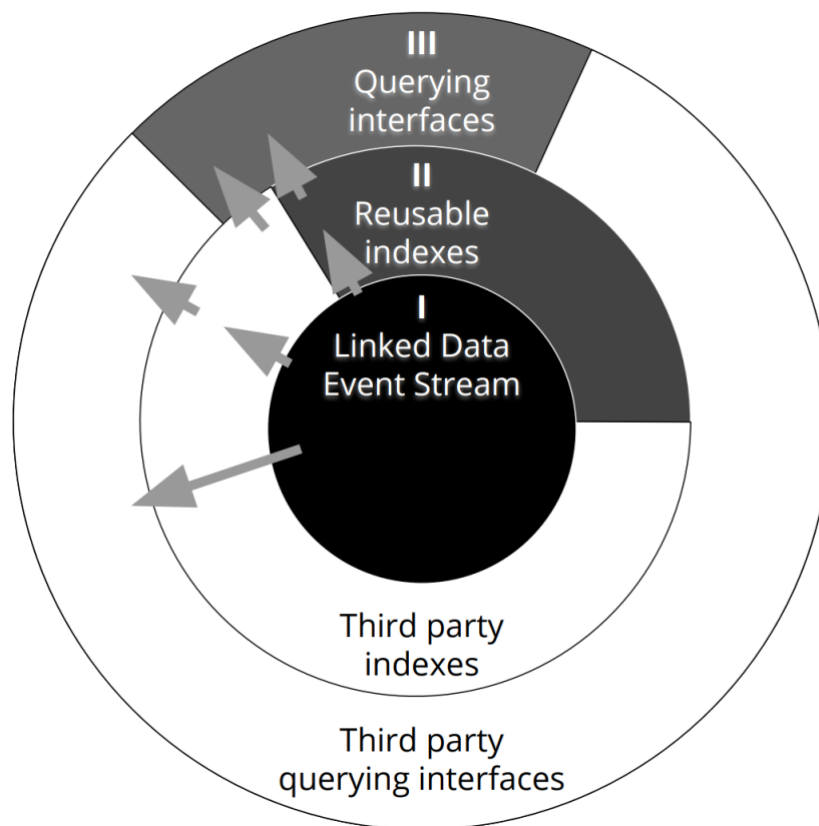 III
Querying
interfaces
II
Reusable
indexes
I
Linked Data
Event Stream
Third party
indexes
Third party
querying interfaces